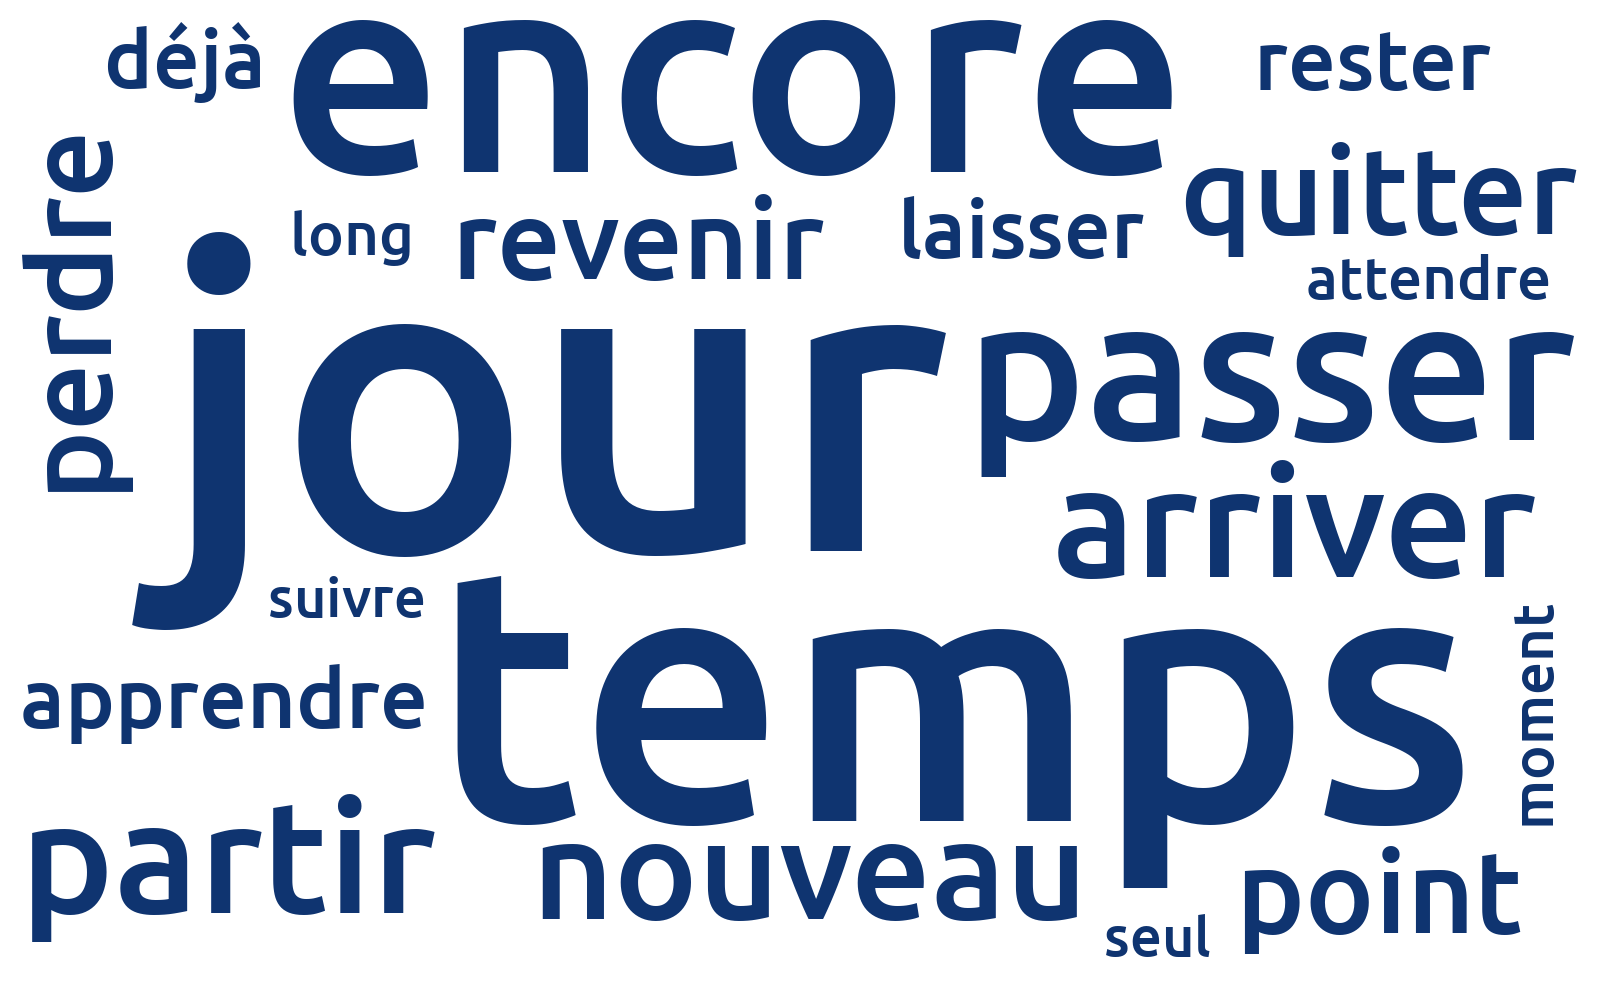 déjà
encore
rester
perdre
quitter
long
revenir
laisser
attendre
jour
passer
arriver
suivre
temps
moment
apprendre
partir
nouveau
point
seul